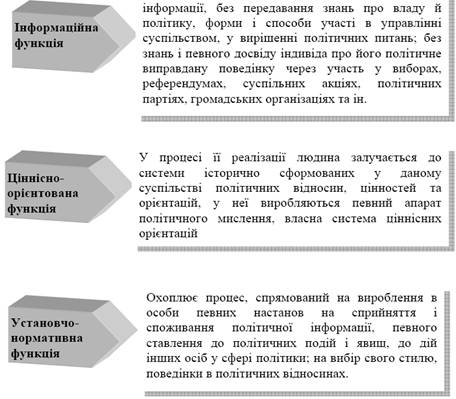 Інформаційна
функція
інформації, без передавання знань про владу й
політику, форми і способи участі в управлінні
суспільством, у вирішенні політичних питань; без
знань і певного досвіду індивіда про його політичне
виправдану поведінку через участь у виборах,
референдумах, суспільних акціях, політичних
партіях, громадських організаціях та ін.
Ціннісно-
орієнтована
функція
У процесі її реалізації людина залучається до
системи історично сформованих у даному
суспільстві політичних відносин, цінностей та
орієнтацій, у неї виробляються певний апарат
політичного мислення, власна система ціннісних
орієнтацій
Установчо-
нормативна
функція
Охоплює процес, спрямований на вироблення в
особи певних настанов на сприйняття і
споживання політичної інформації, певного
ставлення до політичних подій і явищ, до дій
інших осіб у сфері політики; на вибір свого стилю,
поведінки в політичних відносинах.